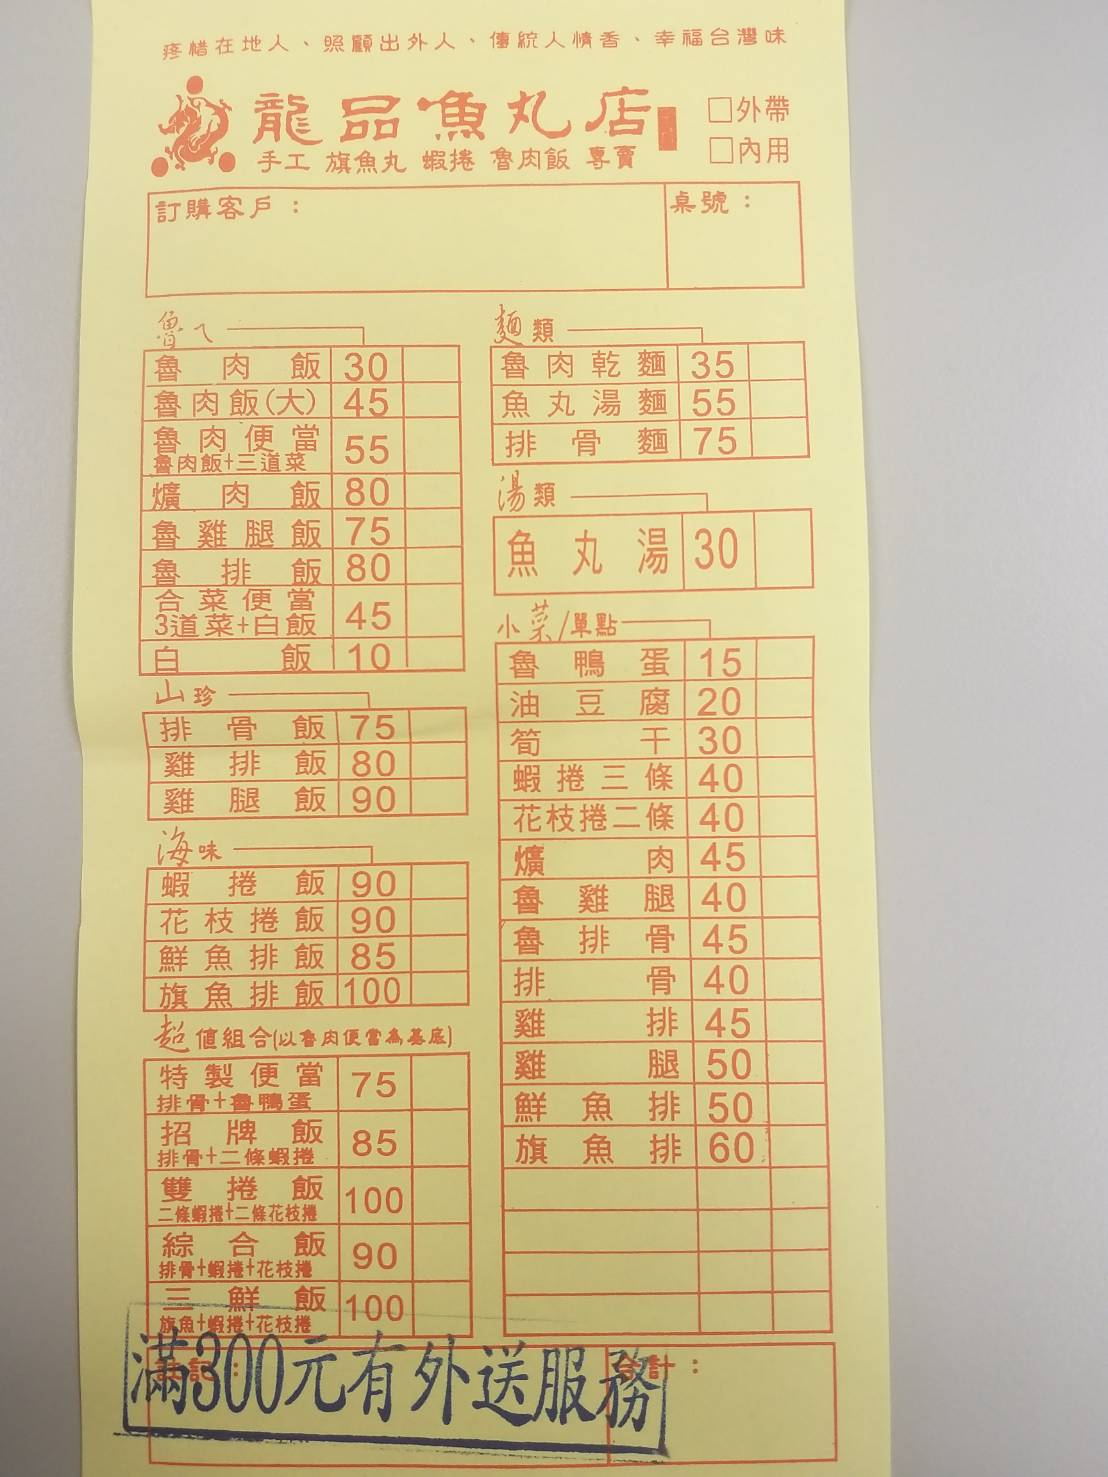 疼惜在地人、照顧出外人、傳統人情香、幸福台灣味
龍品魚丸店
手工 旗魚丸 蝦捲 魯肉飯 專賣
□外帶
□內用
訂購客戶：
桌號：
魯ㄟ
魯肉飯 30
魯肉飯(大) 45
魯肉便當 55
魯肉飯+三道菜
爌肉飯 80
魯雞腿飯 75
魯排飯 80
合菜便當 45
3道菜+白飯
白飯 10
山珍
排骨飯 75
雞排飯 80
雞腿飯 90
海味
蝦捲飯 90
花枝捲飯 90
鮮魚排飯 85
旗魚排飯 100
超值組合(以魯肉便當為基底)
特製便當 75
排骨+魯鴨蛋
招牌飯 85
排骨+二條蝦捲
雙捲飯 100
二條蝦捲+二條花枝捲
綜合飯 90
排骨+蝦捲+花枝捲
三鮮飯 100
旗魚+蝦捲+花枝捲
麵類
魯肉乾麵 35
魚丸湯麵 55
排骨麵 75
湯類
魚丸湯 30
小菜/單點
魯鴨蛋 15
油豆腐 20
筍干 30
蝦捲三條 40
花枝捲二條 40
爌肉 45
魯雞腿 40
魯排骨 45
排骨 40
雞排 45
雞腿 50
鮮魚排 50
旗魚排 60
合計：
滿300元有外送服務